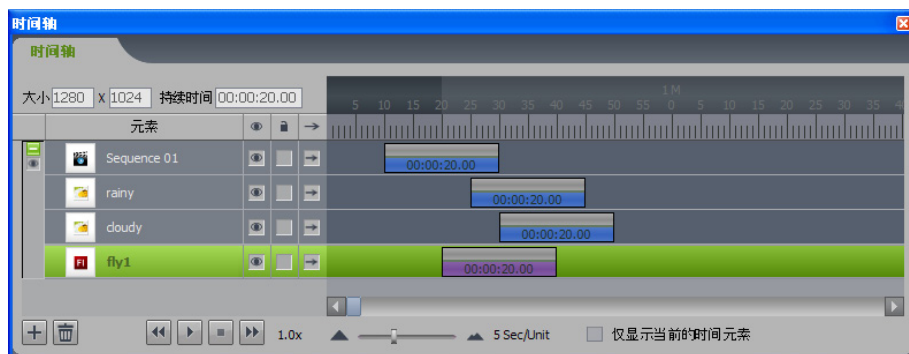 时间轴
时间轴
大小 1280 X 1024 持续时间 00:00:20.00
1 M
5 10 15 20 25 30 35 40 45 50 55 0 5 10 15 20 25 30 35 40
元素
Sequence 01 00:00:20.00
rainy 00:00:20.00
cloudy 00:00:20.00
fly1 00:00:20.00
1.0x 5 Sec/Unit 仅显示当前的时间元素